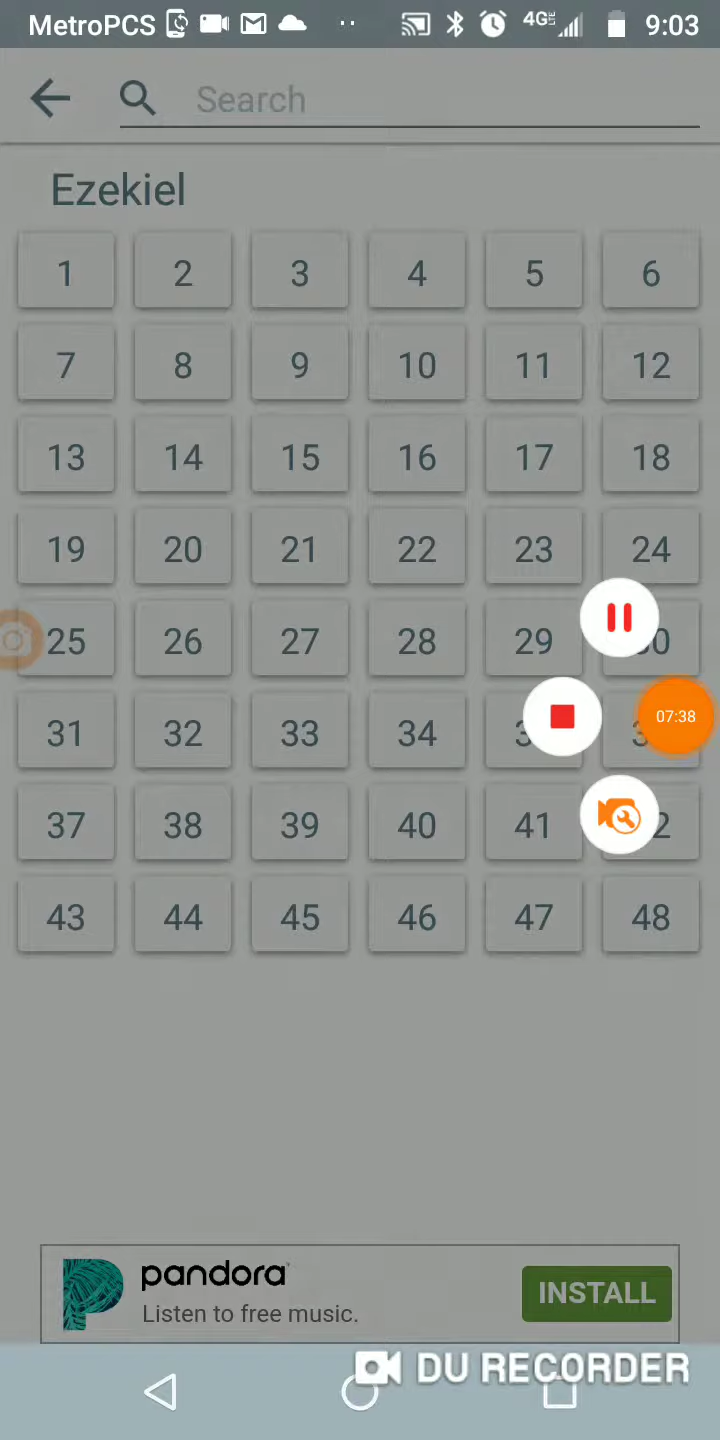 MetroPCS 4G LTE 9:03
Search
Ezekiel
1 2 3 4 5 6
7 8 9 10 11 12
13 14 15 16 17 18
19 20 21 22 23 24
25 26 27 28 29
31 32 33 34 07:38
37 38 39 40 41
43 44 45 46 47 48
pandora
Listen to free music.
INSTALL
DU RECORDER